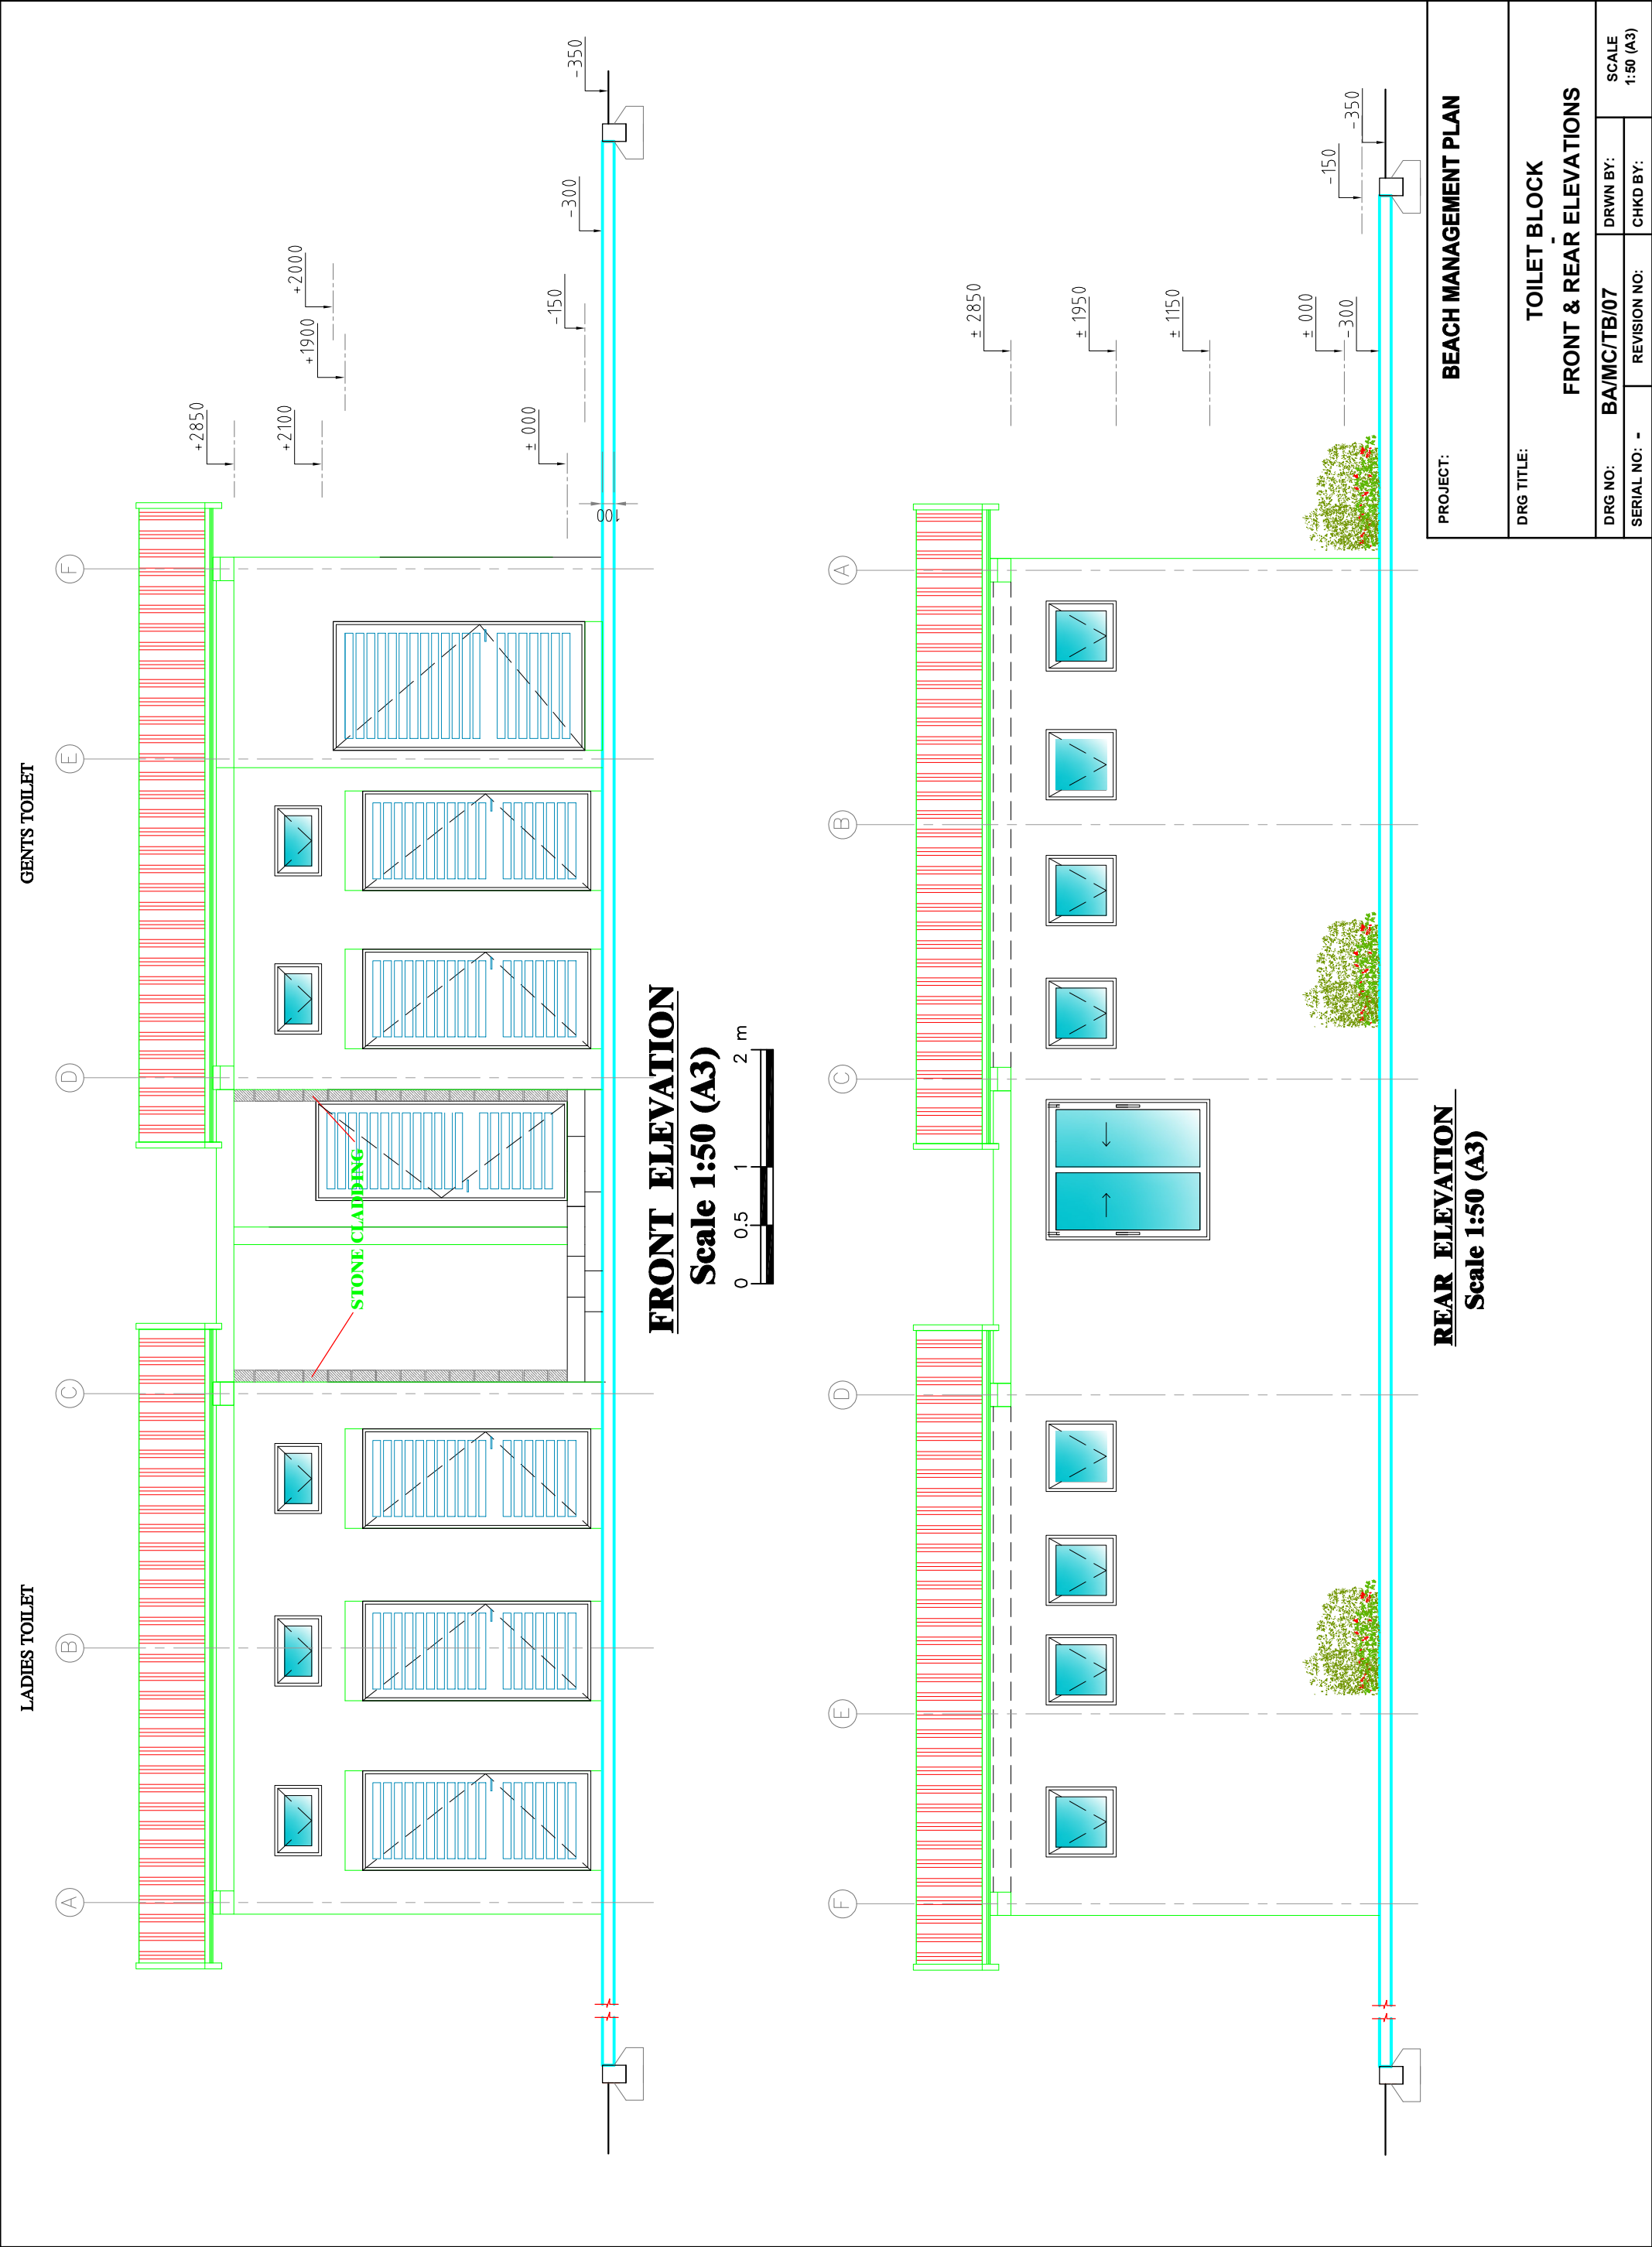 LADIES TOILET
GENTS TOILET
A
B
C
D
E
F
+2850
+2100
+1900
+2000
± 000
-150
-300
-350
100
STONE CLADDING
FRONT ELEVATION
Scale 1:50 (A3)
0 0.5 1 2 m
F
E
D
C
B
A
± 2850
± 1950
± 1150
± 000
-300
-150
-350
REAR ELEVATION
Scale 1:50 (A3)
PROJECT:
BEACH MANAGEMENT PLAN
DRG TITLE:
TOILET BLOCK
-
FRONT & REAR ELEVATIONS
DRG NO: BA/MC/TB/07 DRWN BY: SCALE
1:50 (A3)
SERIAL NO: - REVISION NO: CHKD BY: